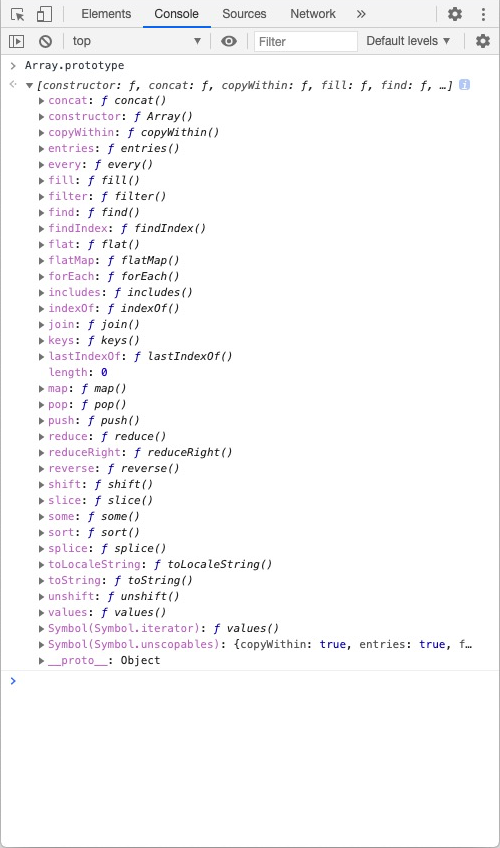 Elements Console Sources Network »
top Filter Default levels
> Array.prototype
[constructor: ƒ, concat: ƒ, copyWithin: ƒ, fill: ƒ, find: ƒ, …] i
concat: ƒ concat()
constructor: ƒ Array()
copyWithin: ƒ copyWithin()
entries: ƒ entries()
every: ƒ every()
fill: ƒ fill()
filter: ƒ filter()
find: ƒ find()
findIndex: ƒ findIndex()
flat: ƒ flat()
flatMap: ƒ flatMap()
forEach: ƒ forEach()
includes: ƒ includes()
indexOf: ƒ indexOf()
join: ƒ join()
keys: ƒ keys()
lastIndexOf: ƒ lastIndexOf()
length: 0
map: ƒ map()
pop: ƒ pop()
push: ƒ push()
reduce: ƒ reduce()
reduceRight: ƒ reduceRight()
reverse: ƒ reverse()
shift: ƒ shift()
slice: ƒ slice()
some: ƒ some()
sort: ƒ sort()
splice: ƒ splice()
toLocaleString: ƒ toLocaleString()
toString: ƒ toString()
unshift: ƒ unshift()
values: ƒ values()
Symbol(Symbol.iterator): ƒ values()
Symbol(Symbol.unscopables): {copyWithin: true, entries: true, f…
__proto__: Object
>